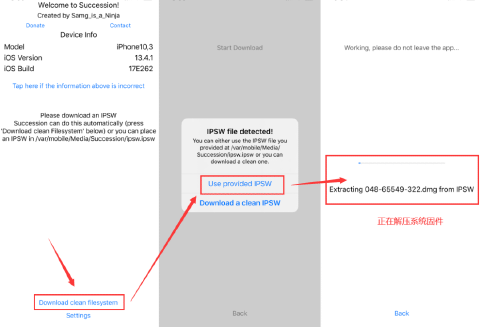 Welcome to Succession!
Created by Samg_is_a_Ninja
Donate
Contact
Device Info
Model
iPhone10,3
iOS Version
13.4.1
iOS Build
17E262
Tap here if the information above is incorrect
Please download an IPSW
Succession can do this automatically (press
'Download clean Filesystem' below) or you can place
an IPSW in /var/mobile/Media/Succession/ipsw.ipsw
Download clean filesystem
Settings
Start Download
IPSW file detected!
You can either use the IPSW file you
provided at /var/mobile/Media/
Succession/ipsw.ipsw or you can
download a clean one.
Use provided IPSW
Download a clean IPSW
Back
Working, please do not leave the app...
Extracting 048-65549-322.dmg from IPSW
正在解压系统固件
Back